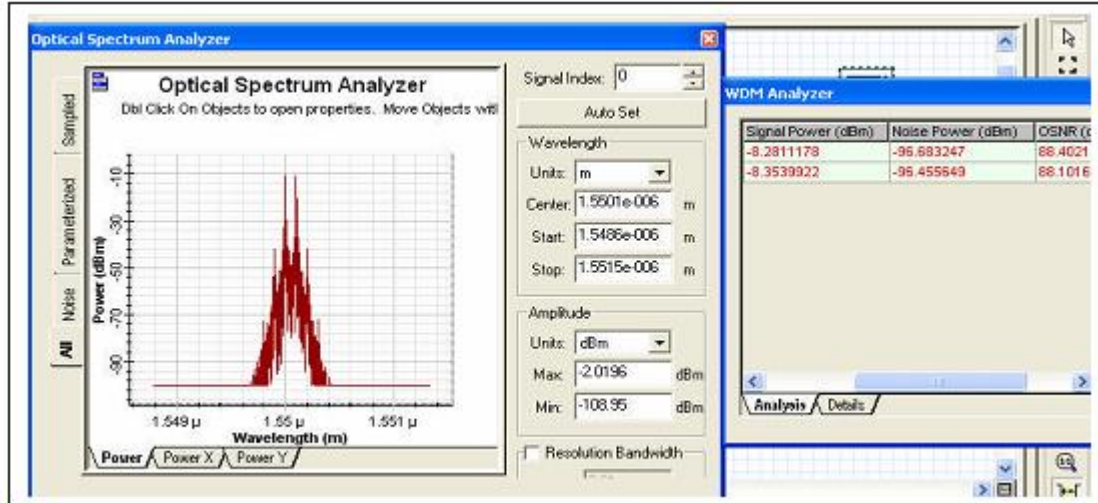 Optical Spectrum Analyzer
Optical Spectrum Analyzer
Dbl Click On Objects to open properties. Move Objects with
Sampled
Parameterized
Noise
All
Power (dBm)
-10
-30
-50
-70
-90
1.549 µ
1.55 µ
1.551 µ
Wavelength (m)
Power
Power X
Power Y
Signal Index: 0
Auto Set
Wavelength
Units: m
Center: 1.5501e-006 m
Start: 1.5486e-006 m
Stop: 1.5515e-006 m
Amplitude
Units: dBm
Max: -2.0196 dBm
Min: -108.95 dBm
Resolution Bandwidth
WDM Analyzer
Signal Power (dBm) Noise Power (dBm) OSNR (d
-8.2811178 -96.683247 88.4021
-8.3539922 -96.455649 88.1016
Analysis
Details